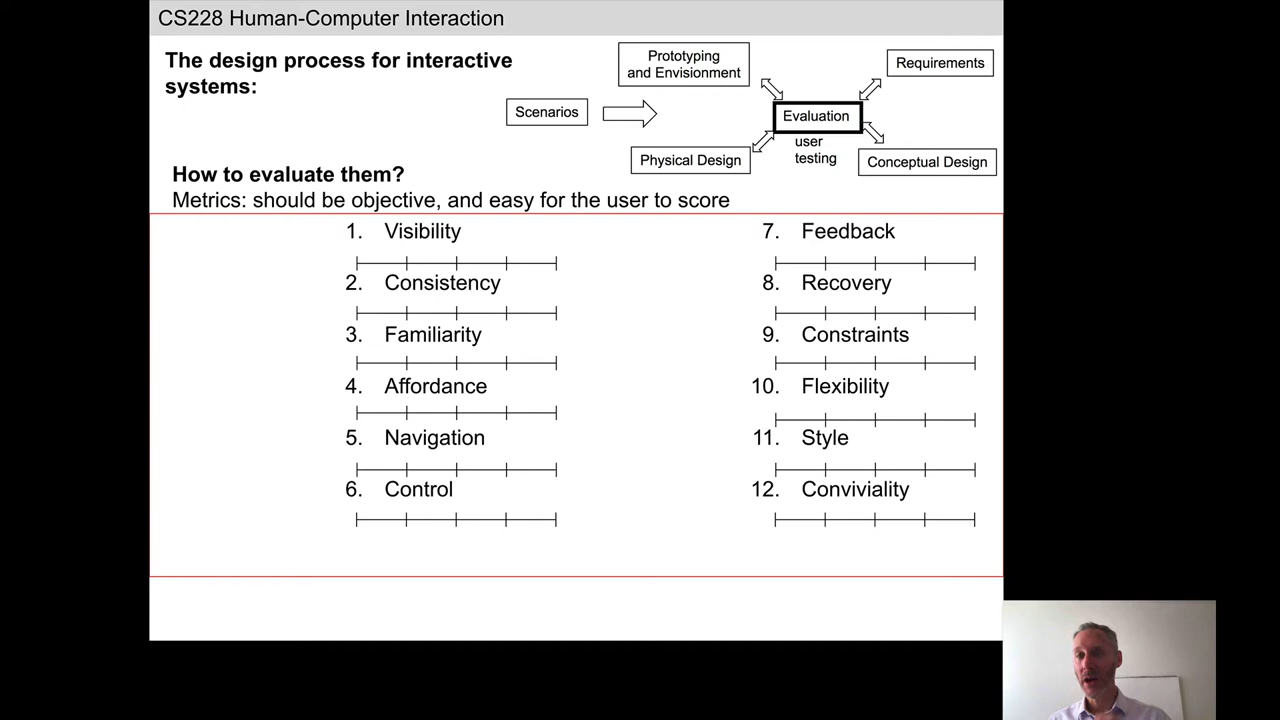 CS228 Human-Computer Interaction
The design process for interactive
systems:
Prototyping
and Envisionment
Requirements
Scenarios
Evaluation
user
testing
Physical Design
Conceptual Design
How to evaluate them?
Metrics: should be objective, and easy for the user to score
1. Visibility
2. Consistency
3. Familiarity
4. Affordance
5. Navigation
6. Control
7. Feedback
8. Recovery
9. Constraints
10. Flexibility
11. Style
12. Conviviality